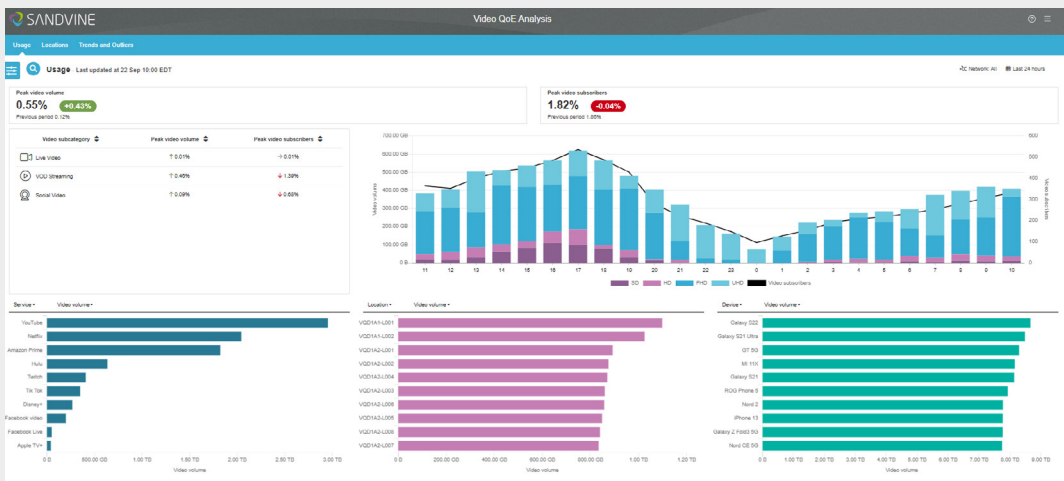 SANDVINE
Video QoE Analysis
Usage Locations Trends and Outliers
Usage Last updated at 22 Sep 10:00 EDT
Network: All Last 24 hours
Peak video volume
0.55% +0.43%
Previous period 0.12%
Peak video subscribers
1.82% -0.04%
Previous period 1.86%
Video subcategory Peak video volume Peak video subscribers
Live Video ↑ 0.01% → 0.01%
VOD Streaming ↑ 0.46% ↓ 1.39%
Social Video ↑ 0.09% ↓ 0.68%
700.00 GB
600.00 GB
500.00 GB
400.00 GB
300.00 GB
200.00 GB
100.00 GB
0 B
Video volume
600
500
400
300
200
100
0
Video subscribers
11 12 13 14 15 16 17 18 19 20 21 22 23 0 1 2 3 4 5 6 7 8 9 10
SD HD FHD UHD Video subscribers
Service Video volume
YouTube
Netflix
Amazon Prime
Hulu
Twitch
Tik Tok
Disney+
Facebook video
Facebook Live
Apple TV+
0 B 500.00 GB 1.00 TB 1.50 TB 2.00 TB 2.50 TB 3.00 TB
Video volume
Location Video volume
VQD1A1-L001
VQD1A1-L002
VQD1A2-L001
VQD1A2-L002
VQD1A2-L004
VQD1A2-L003
VQD1A2-L005
VQD1A2-L007
0 B 200.00 GB 400.00 GB 600.00 GB 800.00 GB 1.00 TB 1.20 TB
Video volume
Device Video volume
Galaxy S22
Galaxy S21 Ultra
GT 5G
Mi 11X
Galaxy S21
ROG Phone 5
Nord 2
iPhone 13
Galaxy Z Fold3 5G
Nord CE 5G
0 B 1.00 TB 2.00 TB 3.00 TB 4.00 TB 5.00 TB 6.00 TB 7.00 TB 8.00 TB 9.00 TB
Video volume